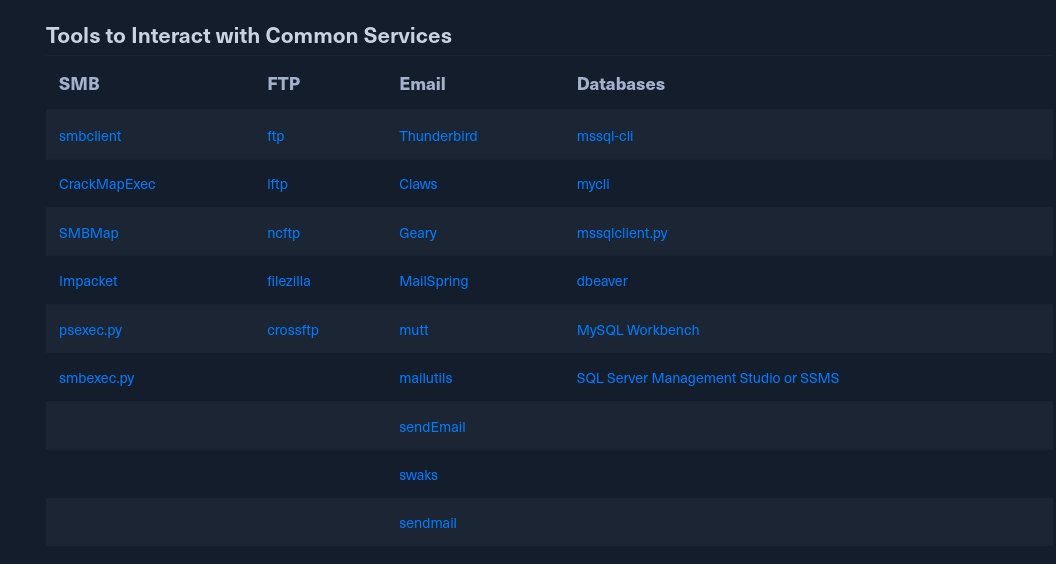 Tools to Interact with Common Services
SMB FTP Email Databases
smbclient ftp Thunderbird mssql-cli
CrackMapExec lftp Claws mycli
SMBMap ncftp Geary mssqlclient.py
Impacket filezilla MailSpring dbeaver
psexec.py crossftp mutt MySQL Workbench
smbexec.py mailutils SQL Server Management Studio or SSMS
sendEmail
swaks
sendmail